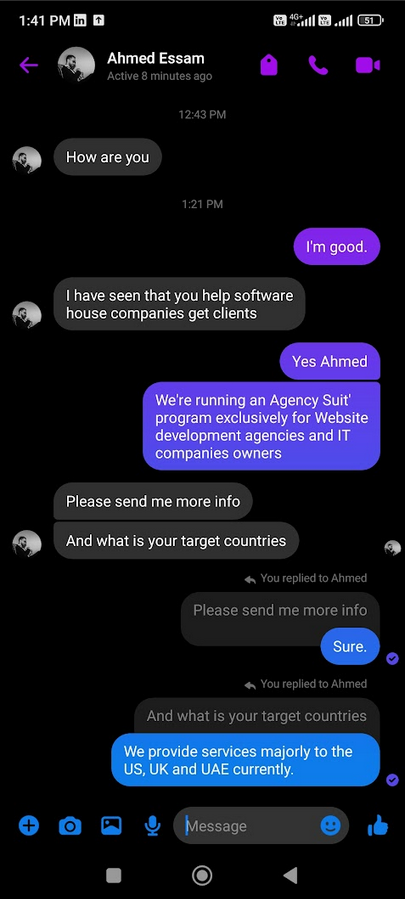 1:41 PM in
4G+
51
Ahmed Essam
Active 8 minutes ago
12:43 PM
How are you
1:21 PM
I'm good.
I have seen that you help software
house companies get clients
Yes Ahmed
We're running an Agency Suit'
program exclusively for Website
development agencies and IT
companies owners
Please send me more info
And what is your target countries
You replied to Ahmed
Please send me more info
Sure.
You replied to Ahmed
And what is your target countries
We provide services majorly to the
US, UK and UAE currently.
Message